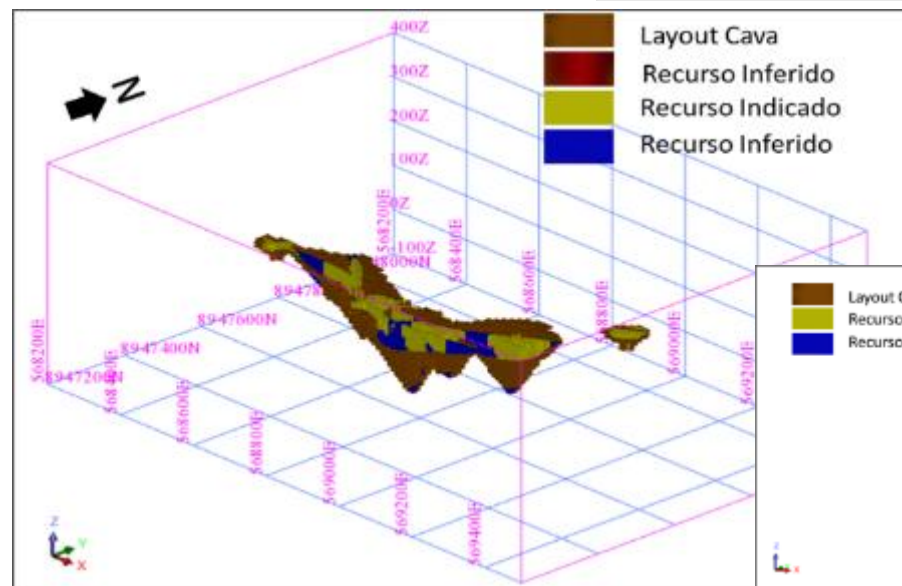 Layout Cava
Recurso Inferido
Recurso Indicado
Recurso Inferido
N
400Z
300Z
200Z
100Z
0Z
-100Z
568200E
568400E
568600E
568800E
569000E
569200E
8947600N
8947400N
8947200N
568200E
568600E
568800E
569000E
569200E
569400E
Z
Y
X
Layout C
Recurso
Recurso